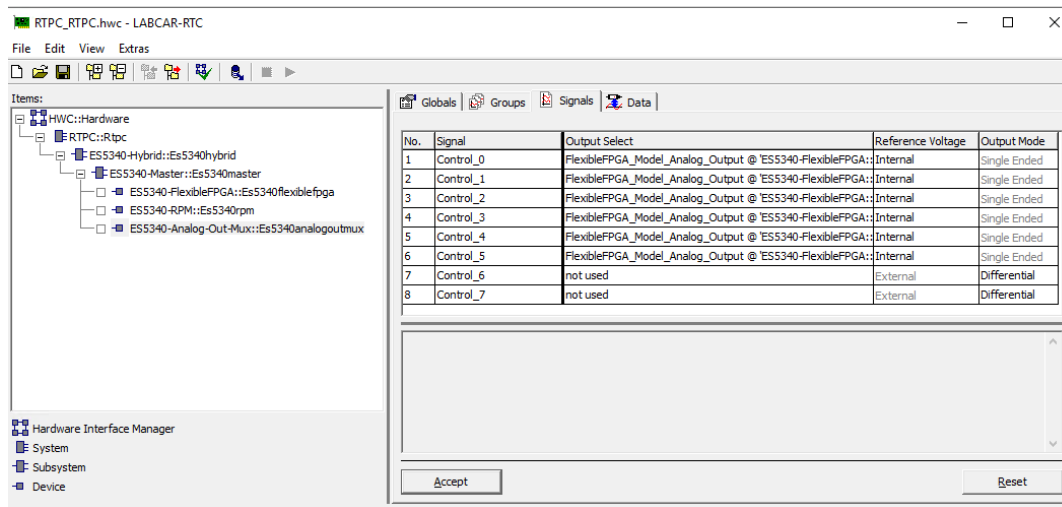 RTPC_RTPC.hwc - LABCAR-RTC
File Edit View Extras
Items:
HWC::Hardware
RTPC::Rtpc
ES5340-Hybrid::Es5340hybrid
ES5340-Master::Es5340master
ES5340-FlexibleFPGA::Es5340flexiblefpga
ES5340-RPM::Es5340rpm
ES5340-Analog-Out-Mux::Es5340analogoutmux
Hardware Interface Manager
System
Subsystem
Device
Globals Groups Signals Data
No. Signal Output Select Reference Voltage Output Mode
1 Control_0 FlexibleFPGA_Model_Analog_Output @ 'ES5340-FlexibleFPGA:: Internal Single Ended
2 Control_1 FlexibleFPGA_Model_Analog_Output @ 'ES5340-FlexibleFPGA:: Internal Single Ended
3 Control_2 FlexibleFPGA_Model_Analog_Output @ 'ES5340-FlexibleFPGA:: Internal Single Ended
4 Control_3 FlexibleFPGA_Model_Analog_Output @ 'ES5340-FlexibleFPGA:: Internal Single Ended
5 Control_4 FlexibleFPGA_Model_Analog_Output @ 'ES5340-FlexibleFPGA:: Internal Single Ended
6 Control_5 FlexibleFPGA_Model_Analog_Output @ 'ES5340-FlexibleFPGA:: Internal Single Ended
7 Control_6 not used External Differential
8 Control_7 not used External Differential
Accept Reset